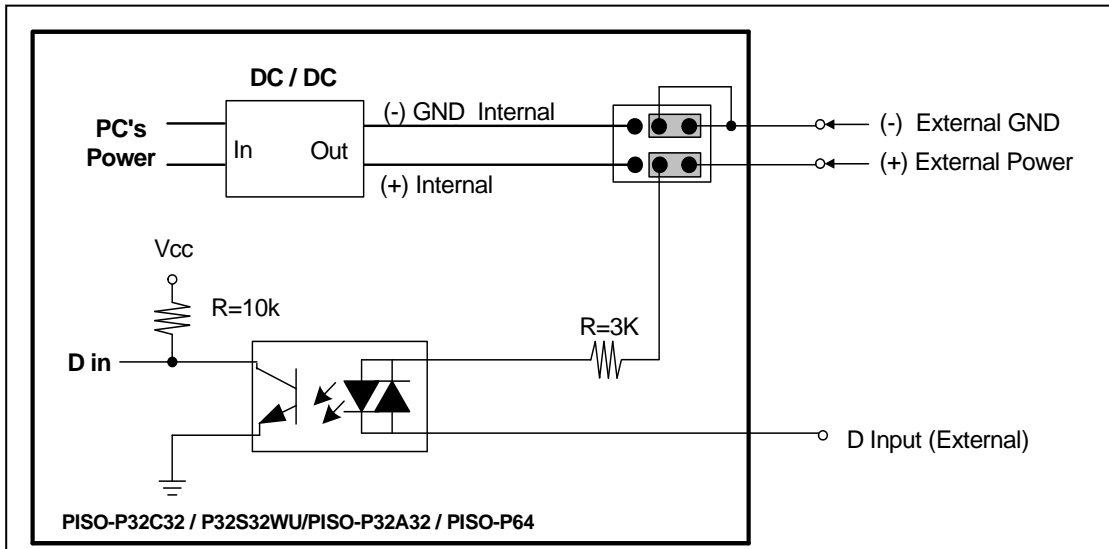 DC / DC
(-) GND Internal
PC's
Power
In
Out
(-) External GND
(+) External Power
(+) Internal
Vcc
R=10k
R=3K
D in
D Input (External)
PISO-P32C32 / P32S32WU/PISO-P32A32 / PISO-P64